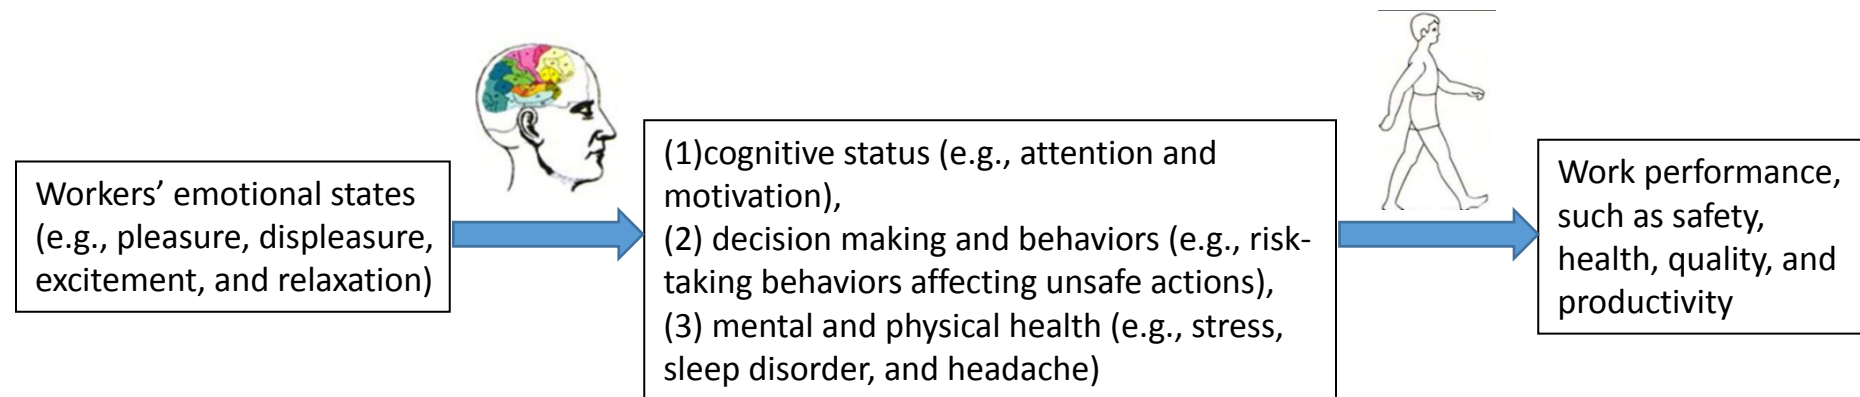 Workers’ emotional states
(e.g., pleasure, displeasure,
excitement, and relaxation)
(1)cognitive status (e.g., attention and
motivation),
(2) decision making and behaviors (e.g., risk-
taking behaviors affecting unsafe actions),
(3) mental and physical health (e.g., stress,
sleep disorder, and headache)
Work performance,
such as safety,
health, quality, and
productivity